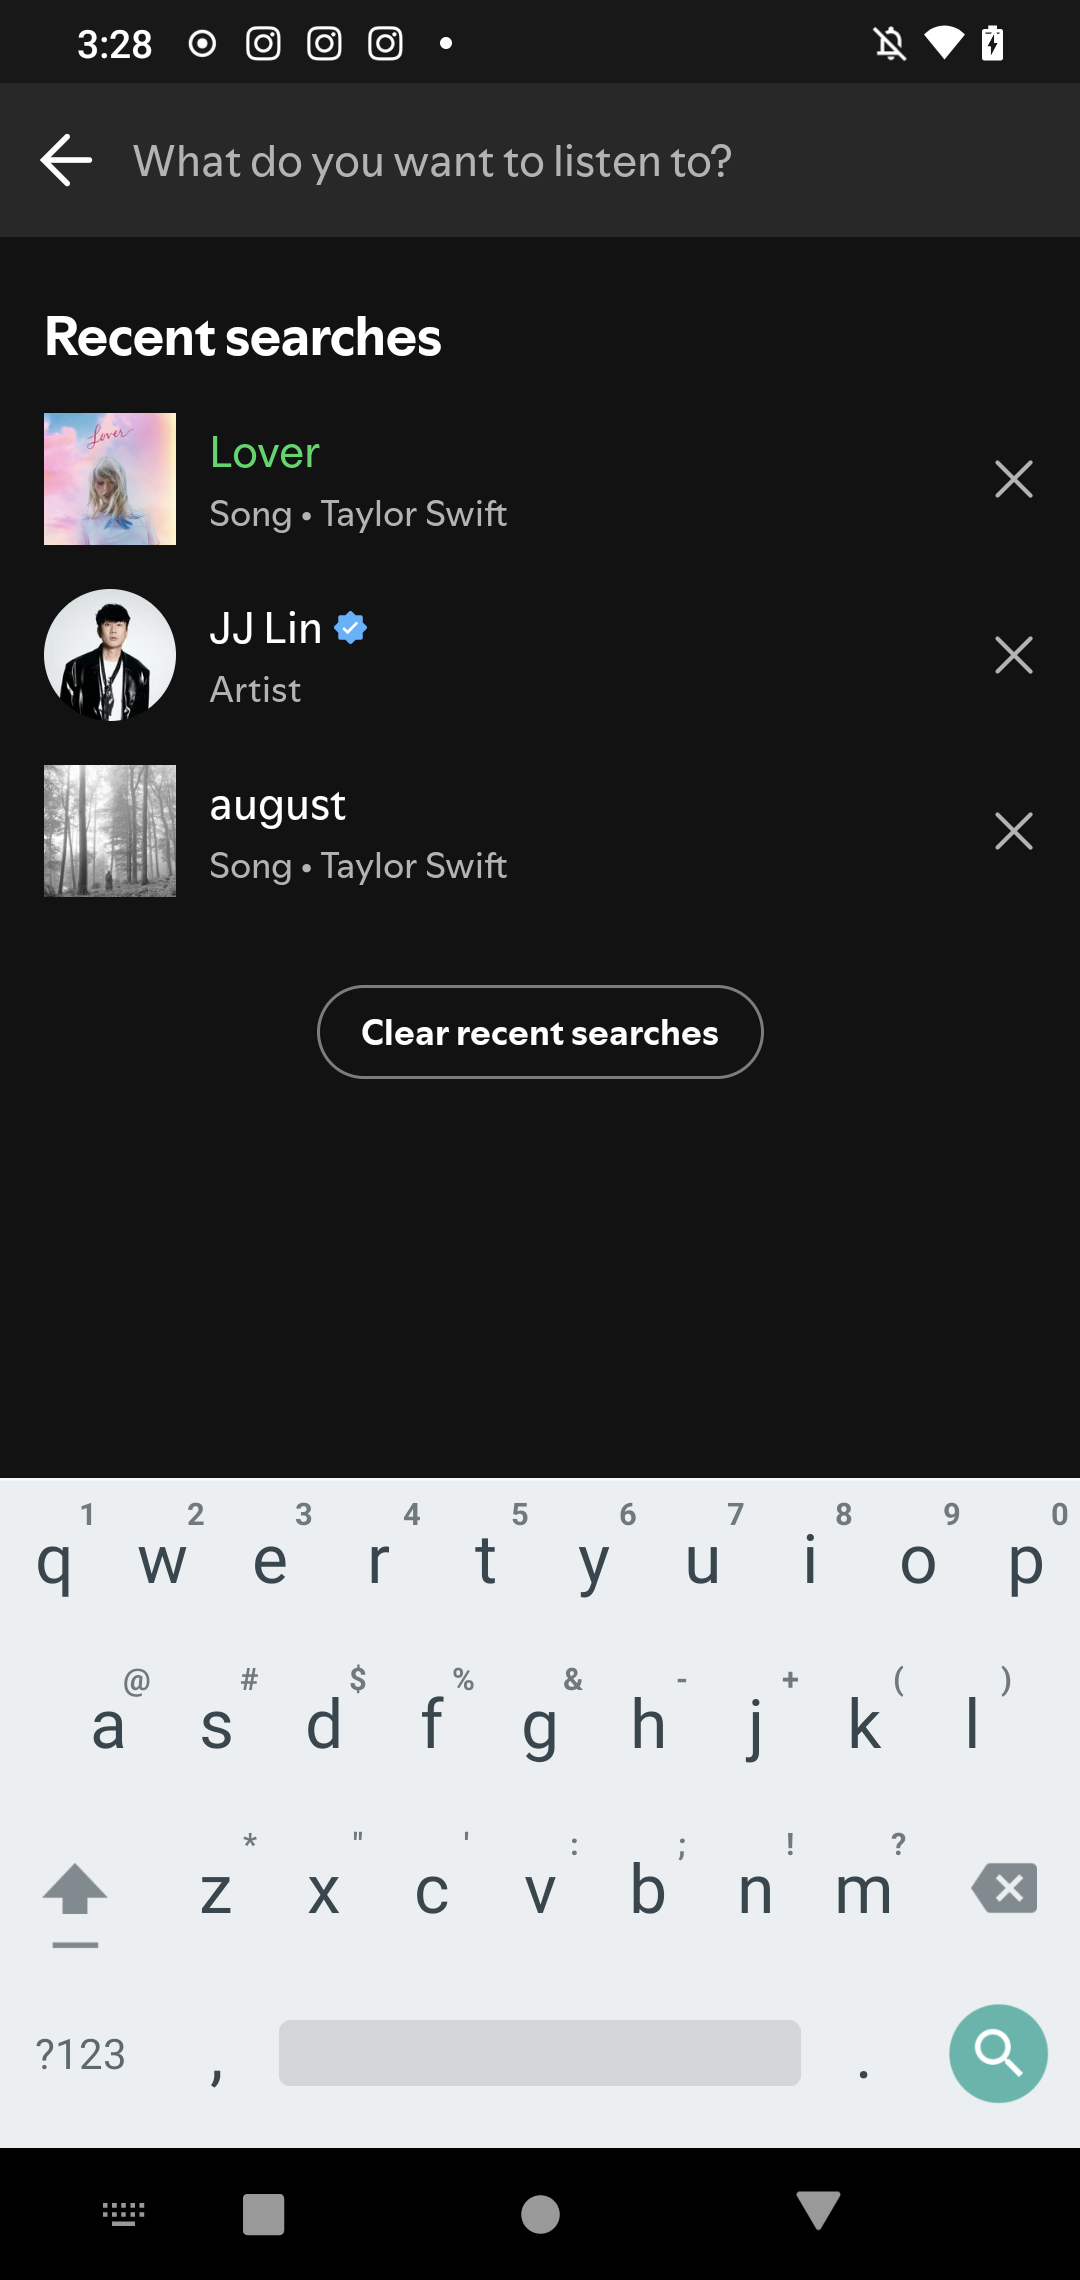 3:28
What do you want to listen to?
Recent searches
Lover
Lover
Song • Taylor Swift
JJ Lin
Artist
august
Song • Taylor Swift
Clear recent searches
1 2 3 4 5 6 7 8 9 0
q w e r t y u i o p
@ # $ % & - + ( )
a s d f g h j k l
* " ' : ; ! ?
z x c v b n m
?123 , .